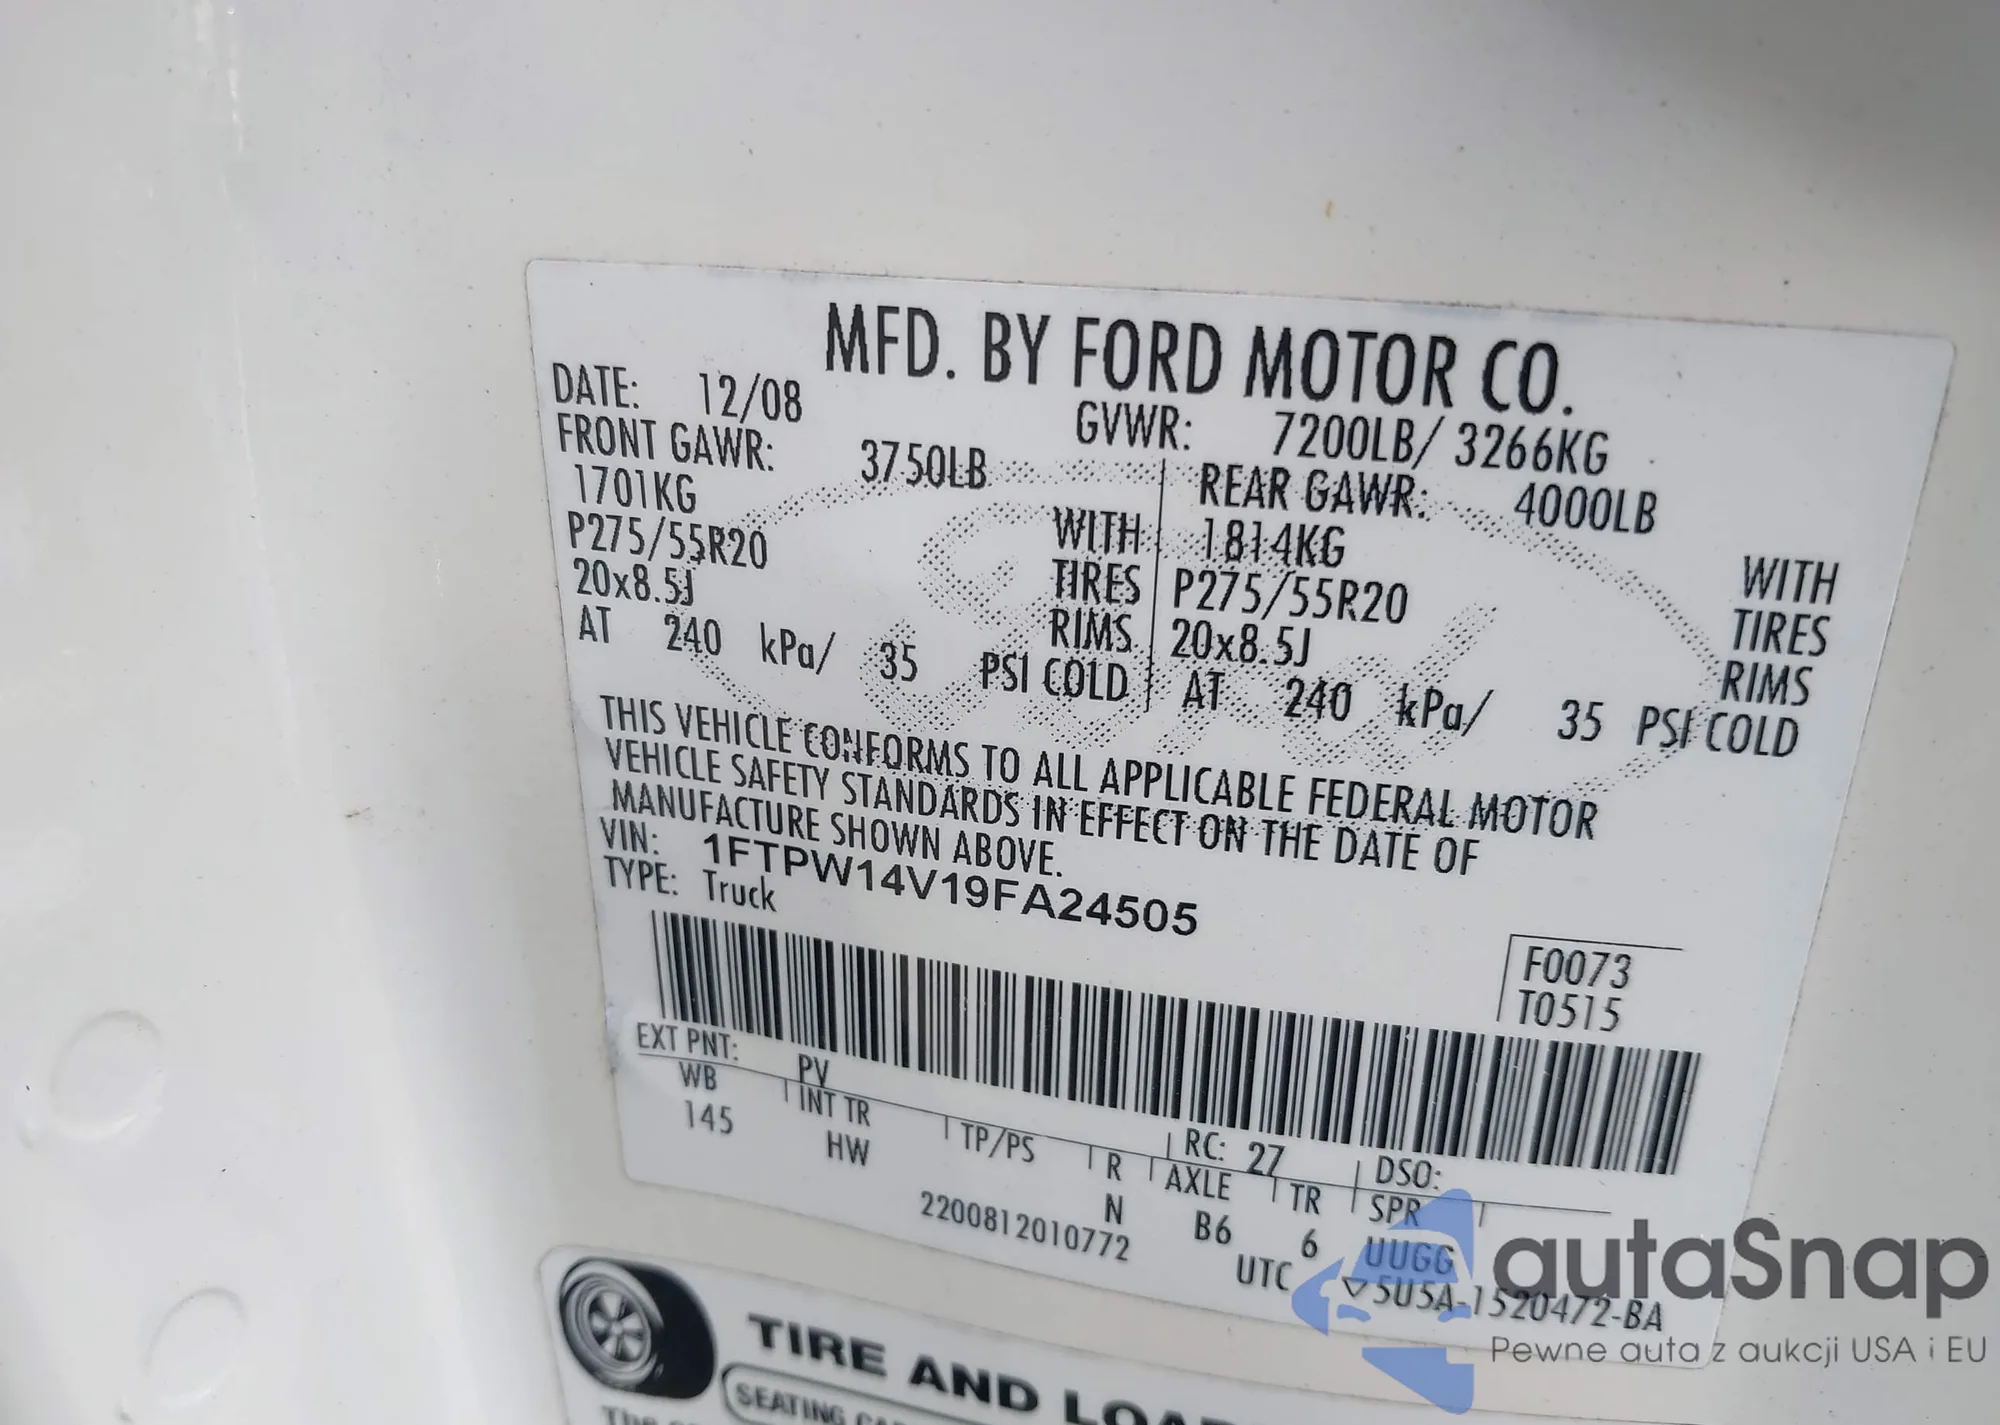 MFD. BY FORD MOTOR CO.
DATE: 12/08 GVWR: 7200LB/ 3266KG
FRONT GAWR: 3750LB REAR GAWR: 4000LB
1701KG WITH 1814KG WITH
P275/55R20 TIRES P275/55R20 TIRES
20x8.5J RIMS 20x8.5J RIMS
AT 240 kPa/ 35 PSI COLD AT 240 kPa/ 35 PSI COLD
THIS VEHICLE CONFORMS TO ALL APPLICABLE FEDERAL MOTOR
VEHICLE SAFETY STANDARDS IN EFFECT ON THE DATE OF
MANUFACTURE SHOWN ABOVE.
VIN: 1FTPW14V19FA24505
TYPE: Truck
F0073
T0515
EXT PNT: PV RC: 27 DSO:
WB INT TR TP/PS R AXLE TR SPR
145 HW N B6 6 UUGG
2200812010772 UTC ▽5U5A-1520472-BA
TIRE AND
SEATING
The
autaSnap
Pewne auta z aukcji USA i EU